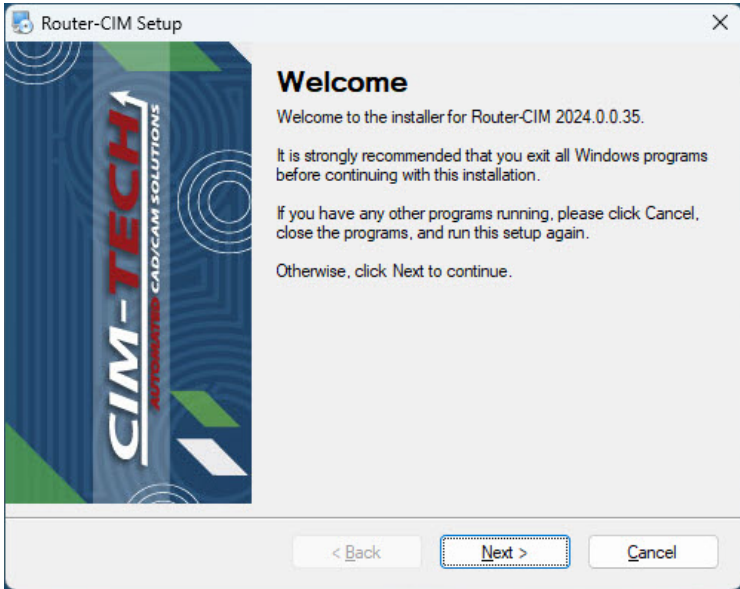 Router-CIM Setup
CIM-TECH
AUTOMATED CAD/CAM SOLUTIONS
Welcome
Welcome to the installer for Router-CIM 2024.0.0.35.
It is strongly recommended that you exit all Windows programs
before continuing with this installation.
If you have any other programs running, please click Cancel,
close the programs, and run this setup again.
Otherwise, click Next to continue.
< Back
Next >
Cancel